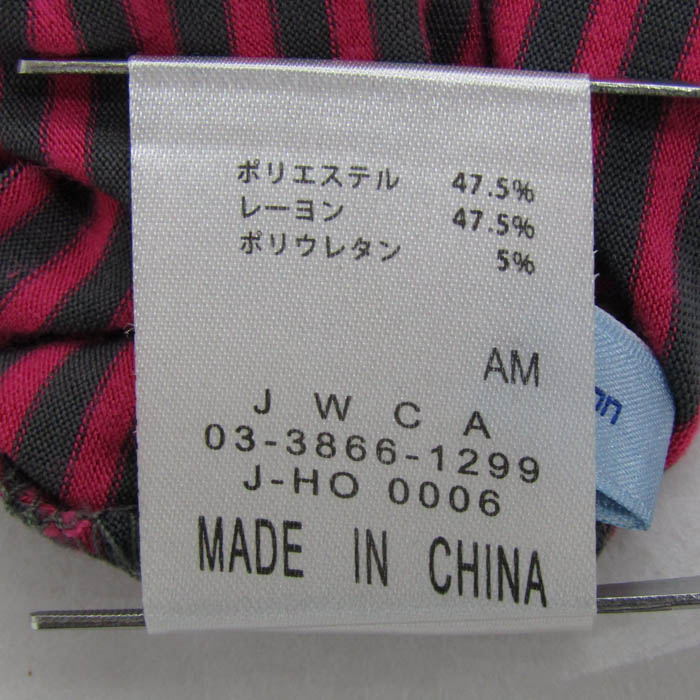 ポリエステル 47.5%
レーヨン 47.5%
ポリウレタン 5%
AM
J W C A
03-3866-1299
J-HO 0006
MADE IN CHINA